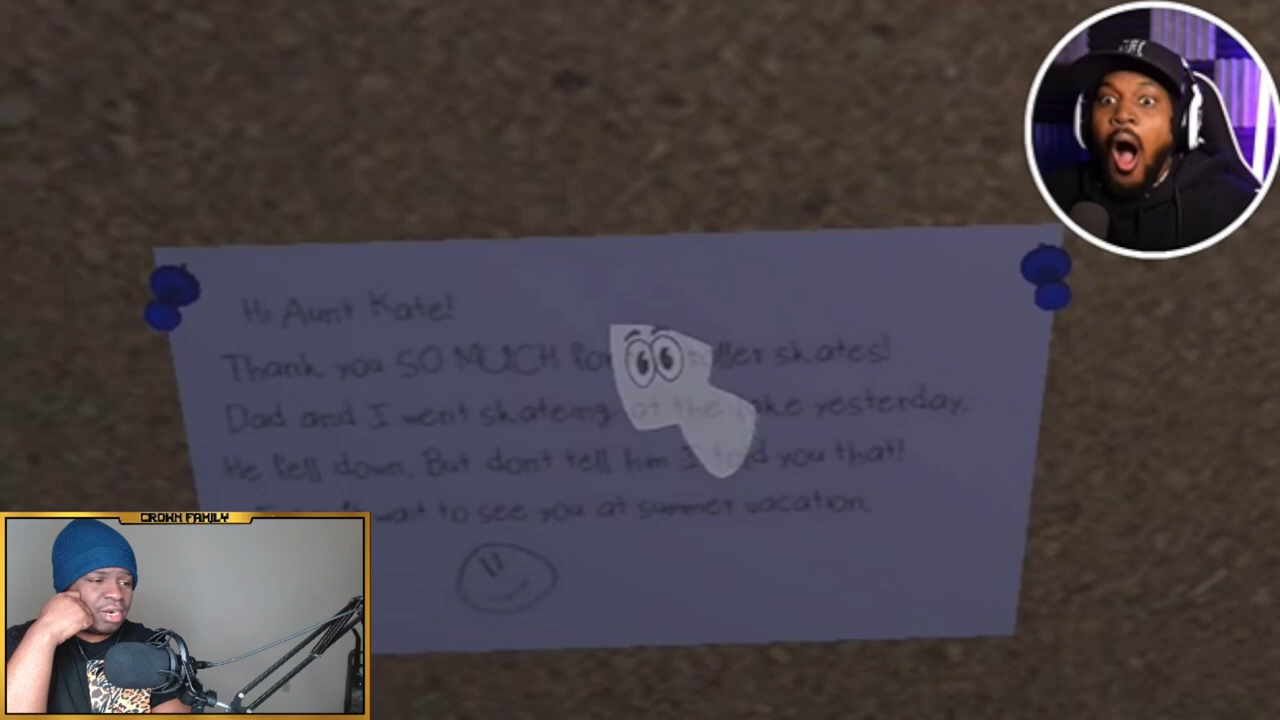 Hi Aunt Kate!
Thank you SO MUCH for roller skates!
Dad and I went skateing at the lake yesterday.
He fell down. But dont tell him I told you that!
wait to see you at summer vacation.
CROWN FAMILY